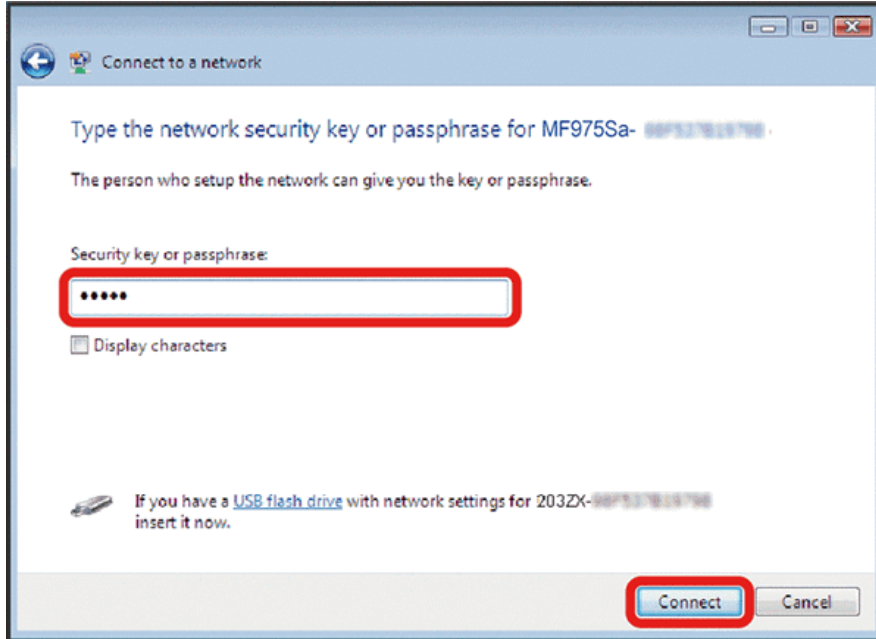 Connect to a network
Type the network security key or passphrase for MF975Sa-
The person who setup the network can give you the key or passphrase.
Security key or passphrase:
•••••
Display characters
If you have a USB flash drive with network settings for 203ZX-
insert it now.
Connect
Cancel